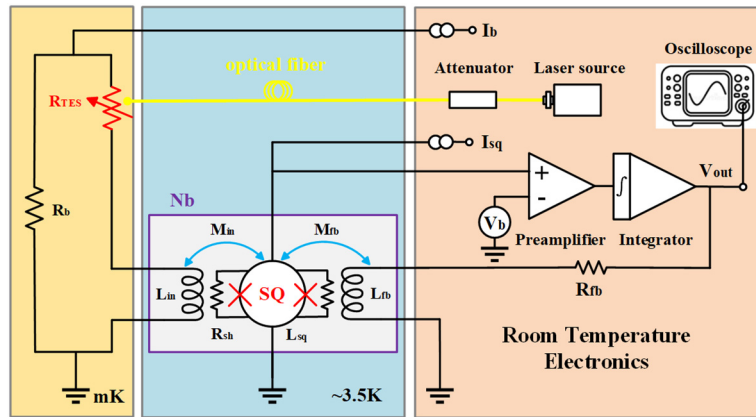 Ib
Oscilloscope
optical fiber
Attenuator
Laser source
RTES
Isq
Vout
+
∫
-
Rb
Nb
Vb
Preamplifier
Integrator
Min
Mfb
Lin
SQ
Lfb
Rfb
Rsh
Lsq
Room Temperature
Electronics
mK
~3.5K